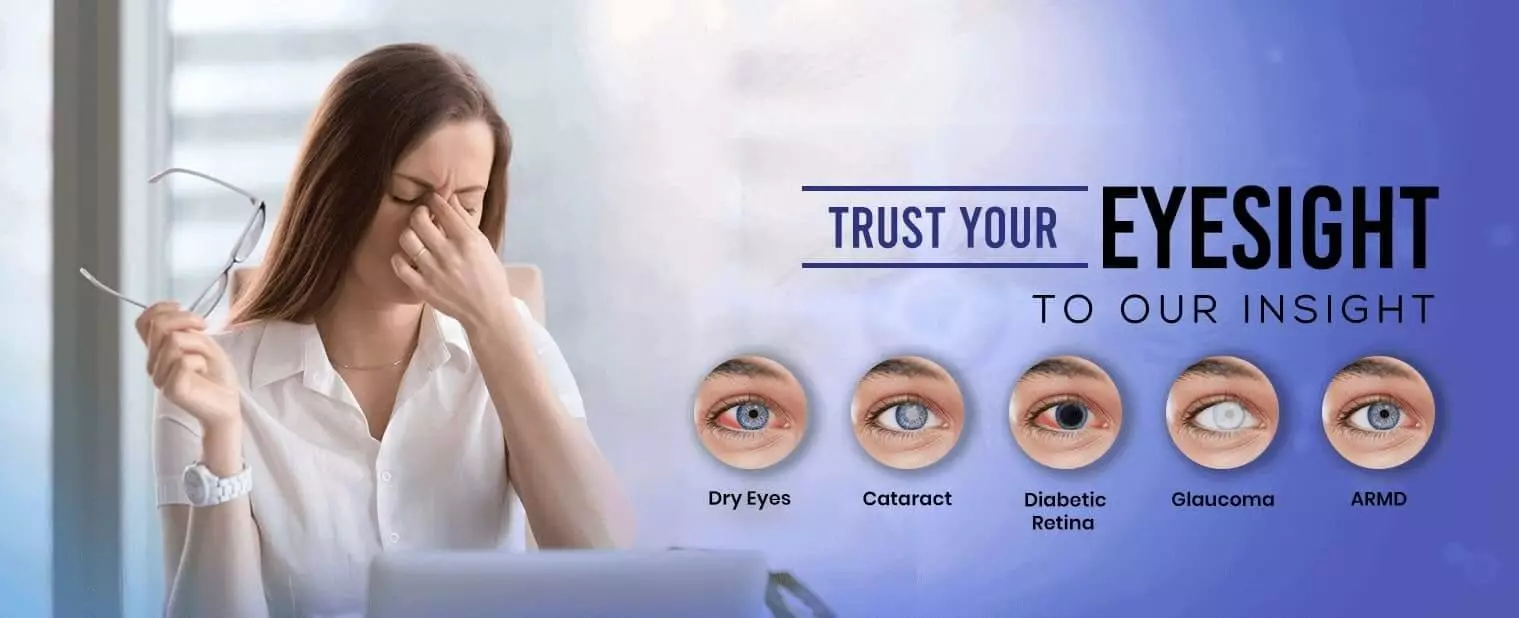 TRUST YOUR EYESIGHT
TO OUR INSIGHT
Dry Eyes
Cataract
Diabetic
Retina
Glaucoma
ARMD